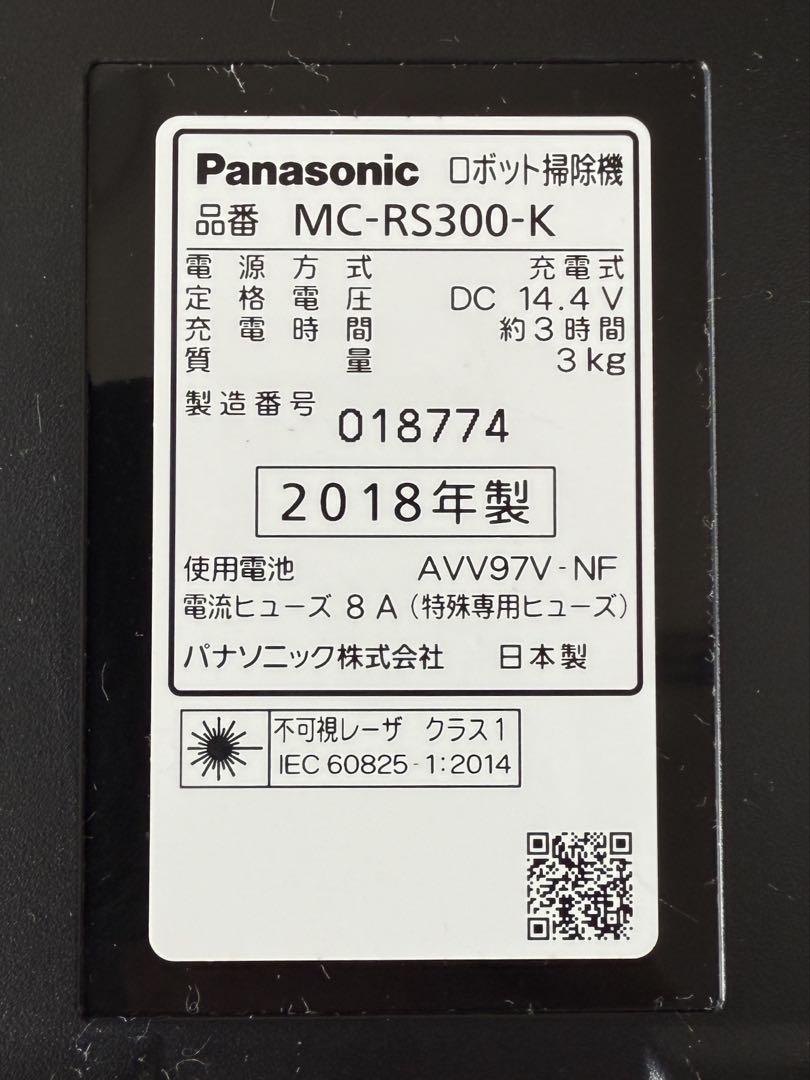 Panasonic ロボット掃除機
品番 MC-RS300-K
電源方式 充電式
定格電圧 DC 14.4 V
充電時間 約3時間
質量 3 kg
製造番号 018774
2018年製
使用電池 AVV97V-NF
電流ヒューズ 8 A (特殊専用ヒューズ)
パナソニック株式会社 日本製
不可視レーザ クラス1
IEC 60825-1:2014